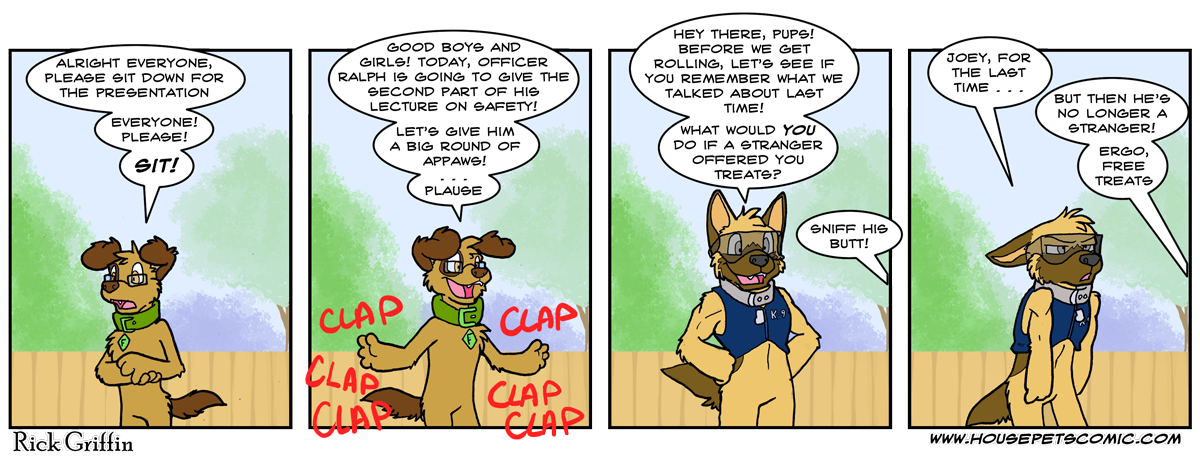 ALRIGHT EVERYONE,
PLEASE SIT DOWN FOR
THE PRESENTATION
EVERYONE!
PLEASE!
SIT!
F
GOOD BOYS AND
GIRLS! TODAY, OFFICER
RALPH IS GOING TO GIVE THE
SECOND PART OF HIS
LECTURE ON SAFETY!
LET'S GIVE HIM
A BIG ROUND OF
APPAWS!
. . .
PLAUSE
CLAP
CLAP
CLAP
CLAP
CLAP
CLAP
F
HEY THERE, PUPS!
BEFORE WE GET
ROLLING, LET'S SEE IF
YOU REMEMBER WHAT WE
TALKED ABOUT LAST
TIME!
WHAT WOULD YOU
DO IF A STRANGER
OFFERED YOU
TREATS?
SNIFF HIS
BUTT!
K-9
JOEY, FOR
THE LAST
TIME . . .
BUT THEN HE'S
NO LONGER A
STRANGER!
ERGO,
FREE
TREATS
Rick Griffin
WWW.HOUSEPETSCOMIC.COM